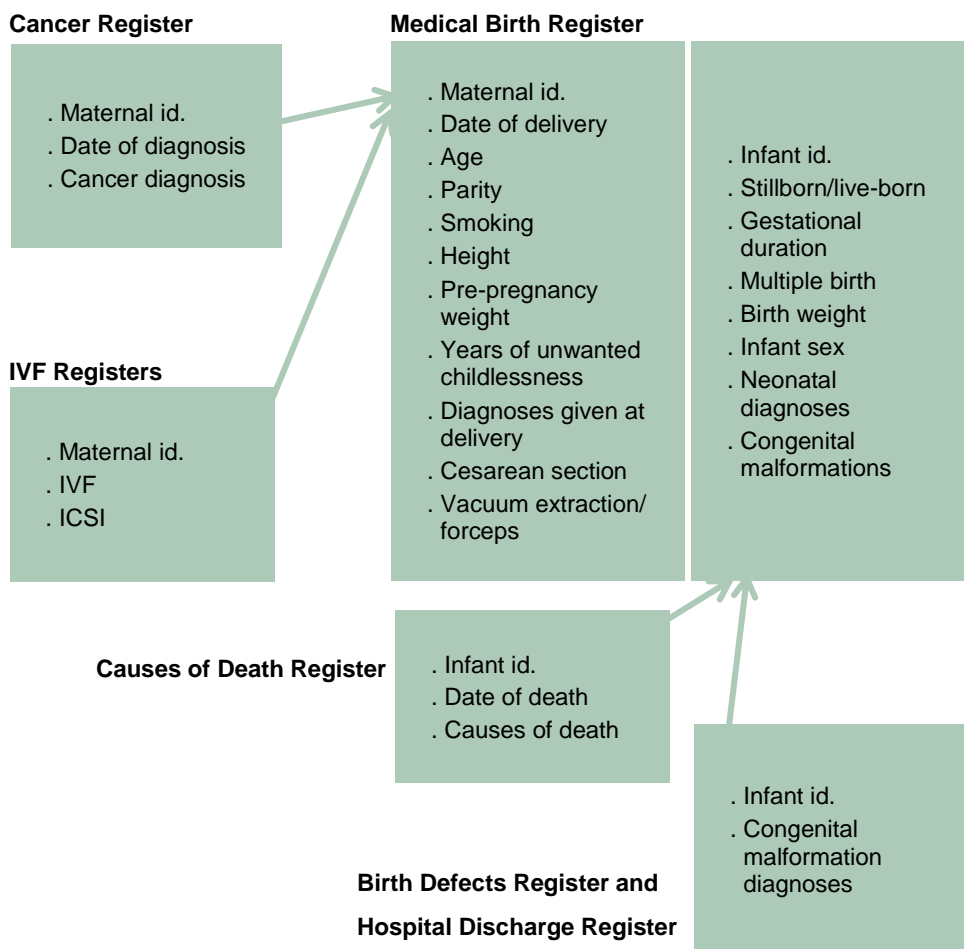 Cancer Register
. Maternal id.
. Date of diagnosis
. Cancer diagnosis
Medical Birth Register
. Maternal id.
. Date of delivery
. Age
. Parity
. Smoking
. Height
. Pre-pregnancy
weight
. Years of unwanted
childlessness
. Diagnoses given at
delivery
. Cesarean section
. Vacuum extraction/
forceps
. Infant id.
. Stillborn/live-born
. Gestational
duration
. Multiple birth
. Birth weight
. Infant sex
. Neonatal
diagnoses
. Congenital
malformations
IVF Registers
. Maternal id.
. IVF
. ICSI
Causes of Death Register
. Infant id.
. Date of death
. Causes of death
Birth Defects Register and
Hospital Discharge Register
. Infant id.
. Congenital
malformation
diagnoses